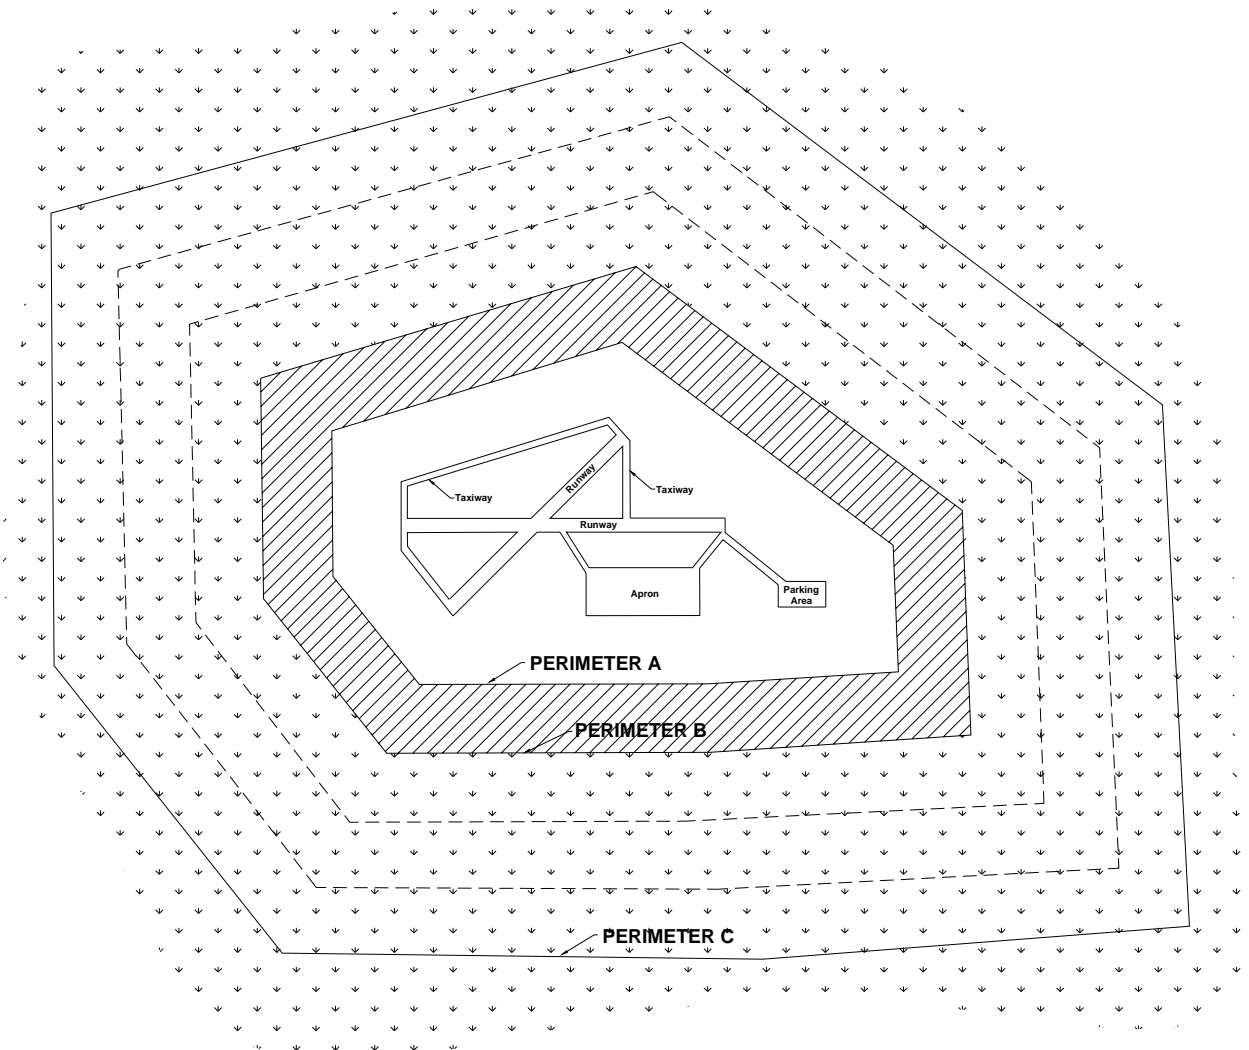 Runway
Taxiway
Taxiway
Runway
Apron
Parking
Area
PERIMETER A
PERIMETER B
PERIMETER C